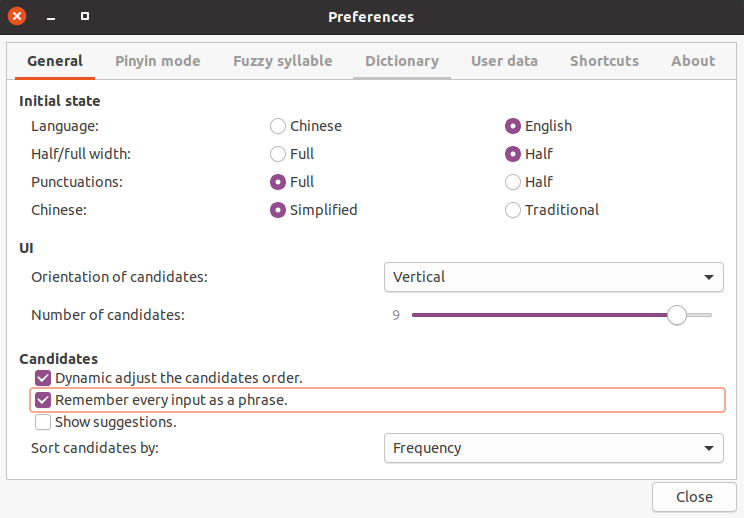 Preferences
General Pinyin mode Fuzzy syllable Dictionary User data Shortcuts About
Initial state
Language: Chinese English
Half/full width: Full Half
Punctuations: Full Half
Chinese: Simplified Traditional
UI
Orientation of candidates: Vertical
Number of candidates: 9
Candidates
Dynamic adjust the candidates order.
Remember every input as a phrase.
Show suggestions.
Sort candidates by: Frequency
Close